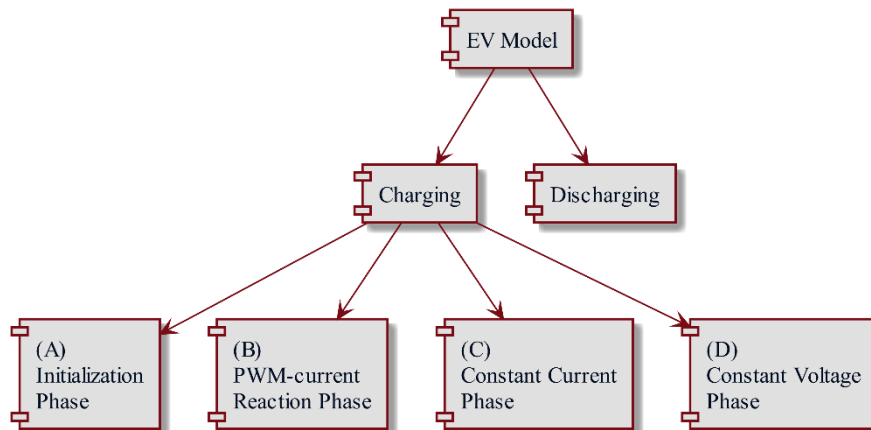 EV Model
Charging
Discharging
(A)
Initialization
Phase
(B)
PWM-current
Reaction Phase
(C)
Constant Current
Phase
(D)
Constant Voltage
Phase